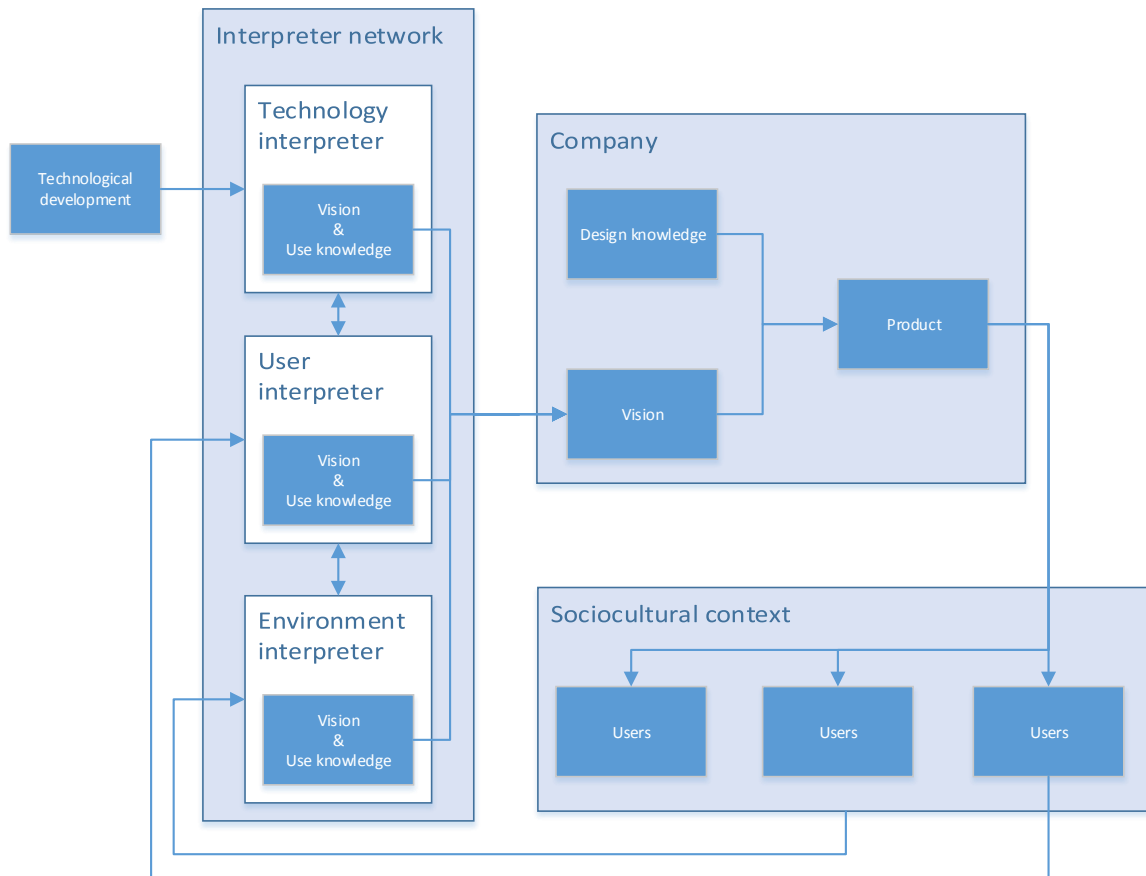 Interpreter network
Technology
interpreter
Technological
development
Vision
&
Use knowledge
User
interpreter
Vision
&
Use knowledge
Environment
interpreter
Vision
&
Use knowledge
Company
Design knowledge
Vision
Product
Sociocultural context
Users
Users
Users